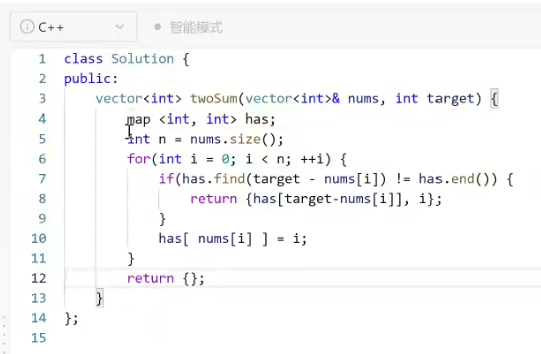 C++ 智能模式
1 class Solution {
2 public:
3     vector<int> twoSum(vector<int>& nums, int target) {
4         map <int, int> has;
5         int n = nums.size();
6         for(int i = 0; i < n; ++i) {
7             if(has.find(target - nums[i]) != has.end()) {
8                 return {has[target-nums[i]], i};
9             }
10             has[ nums[i] ] = i;
11         }
12         return {};
13     }
14 };
15